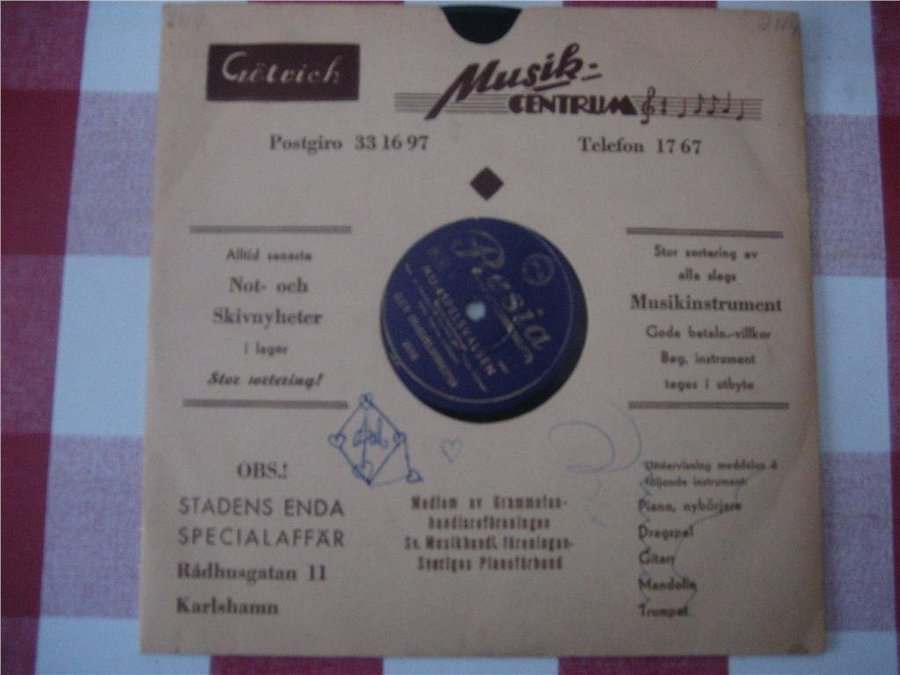 Götrich
Musik-
CENTRUM
Postgiro 33 16 97
Telefon 17 67
Alltid senaste
Not- och
Skivnyheter
i lager
Stor sortering!
Resia
Stor sortering av
alla slags
Musikinstrument
Goda betaln.-villkor
Beg. instrument
tages i utbyte
OBS.!
STADENS ENDA
SPECIALAFFÄR
Rådhusgatan 11
Karlshamn
Medlem av Grammofon-
handlareföreningen
Sv. Musikhandl. föreningen
Sveriges Pianoförbund
Undervisning meddelas å
följande instrument
Piano, nybörjare
Dragspel
Gitarr
Mandolin
Trumpet